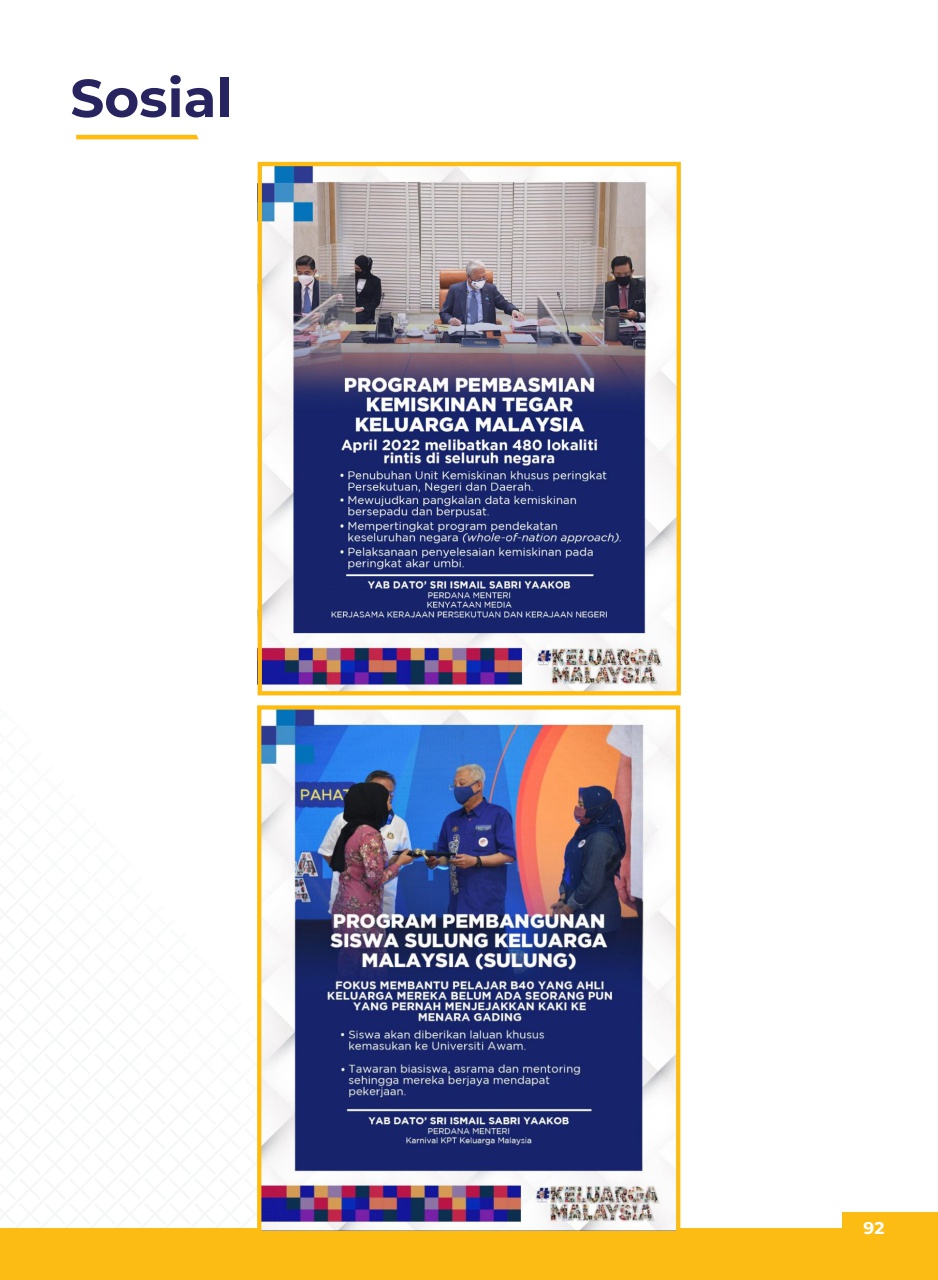 Sosial
PROGRAM PEMBASMIAN
KEMISKINAN TEGAR
KELUARGA MALAYSIA
April 2022 melibatkan 480 lokaliti
rintis di seluruh negara
• Penubuhan Unit Kemiskinan khusus peringkat
Persekutuan, Negeri dan Daerah.
• Mewujudkan pangkalan data kemiskinan
bersepadu dan berpusat.
• Mempertingkat program pendekatan
keseluruhan negara (whole-of-nation approach).
• Pelaksanaan penyelesaian kemiskinan pada
peringkat akar umbi.
YAB DATO' SRI ISMAIL SABRI YAAKOB
PERDANA MENTERI
KENYATAAN MEDIA
KERJASAMA KERAJAAN PERSEKUTUAN DAN KERAJAAN NEGERI
#KELUARGA
MALAYSIA
PAHAT
PROGRAM PEMBANGUNAN
SISWA SULUNG KELUARGA
MALAYSIA (SULUNG)
FOKUS MEMBANTU PELAJAR B40 YANG AHLI
KELUARGA MEREKA BELUM ADA SEORANG PUN
YANG PERNAH MENJEJAKKAN KAKI KE
MENARA GADING
• Siswa akan diberikan laluan khusus
kemasukan ke Universiti Awam.
• Tawaran biasiswa, asrama dan mentoring
sehingga mereka berjaya mendapat
pekerjaan.
YAB DATO' SRI ISMAIL SABRI YAAKOB
PERDANA MENTERI
Karnival KPT Keluarga Malaysia
#KELUARGA
MALAYSIA
92